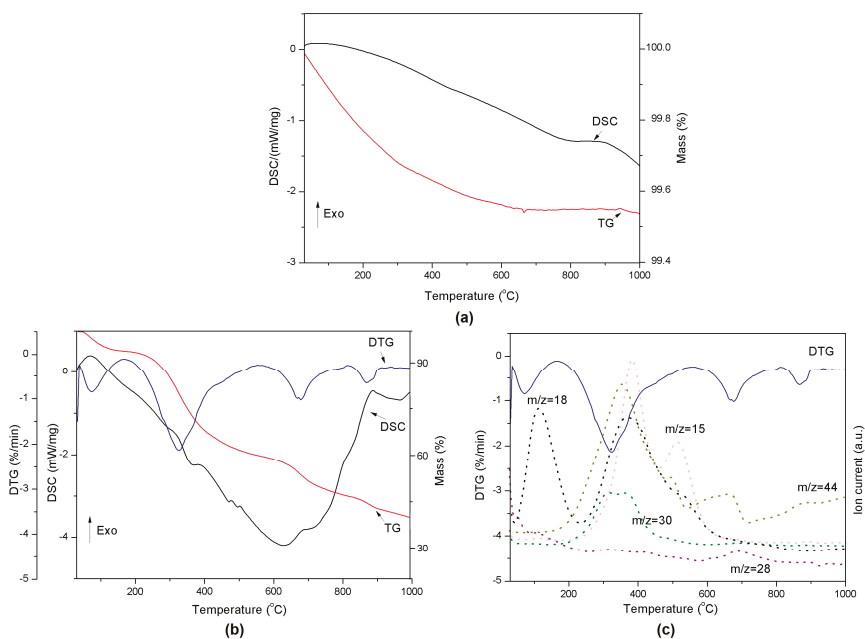 0
-1
-2
-3
DSC/(mW/mg)
100.0
99.8
99.6
99.4
Mass (%)
DSC
TG
Exo
200 400 600 800 1000
Temperature (°C)
(a)
0
-1
-2
-3
-4
-5
DTG (%/min)
0
-2
-4
DSC (mW/mg)
90
60
30
Mass (%)
DTG
DSC
TG
Exo
200 400 600 800 1000
Temperature (°C)
(b)
0
-1
-2
-3
-4
-5
DTG (%/min)
Ion current (a.u.)
DTG
m/z=18
m/z=15
m/z=44
m/z=30
m/z=28
200 400 600 800 1000
Temperature (°C)
(c)